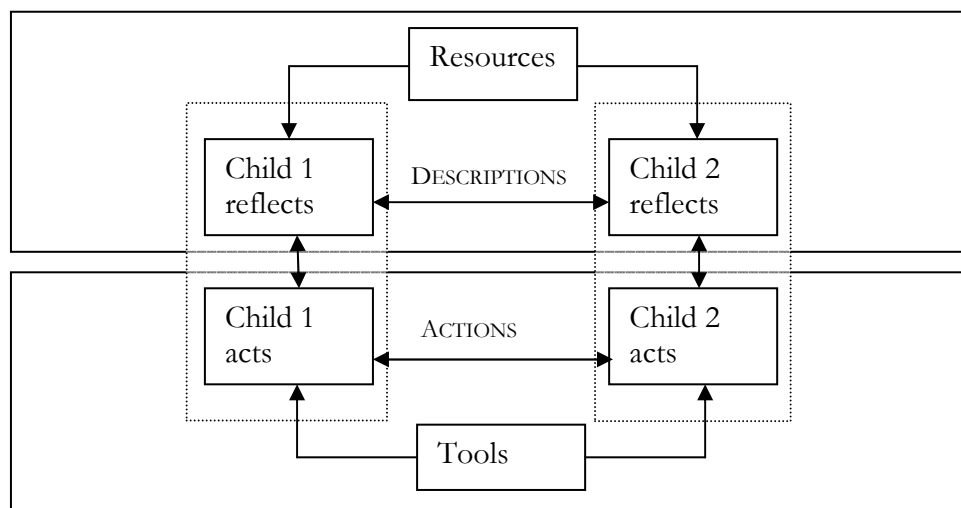 Resources
Child 1
reflects
DESCRIPTIONS
Child 2
reflects
Child 1
acts
ACTIONS
Child 2
acts
Tools